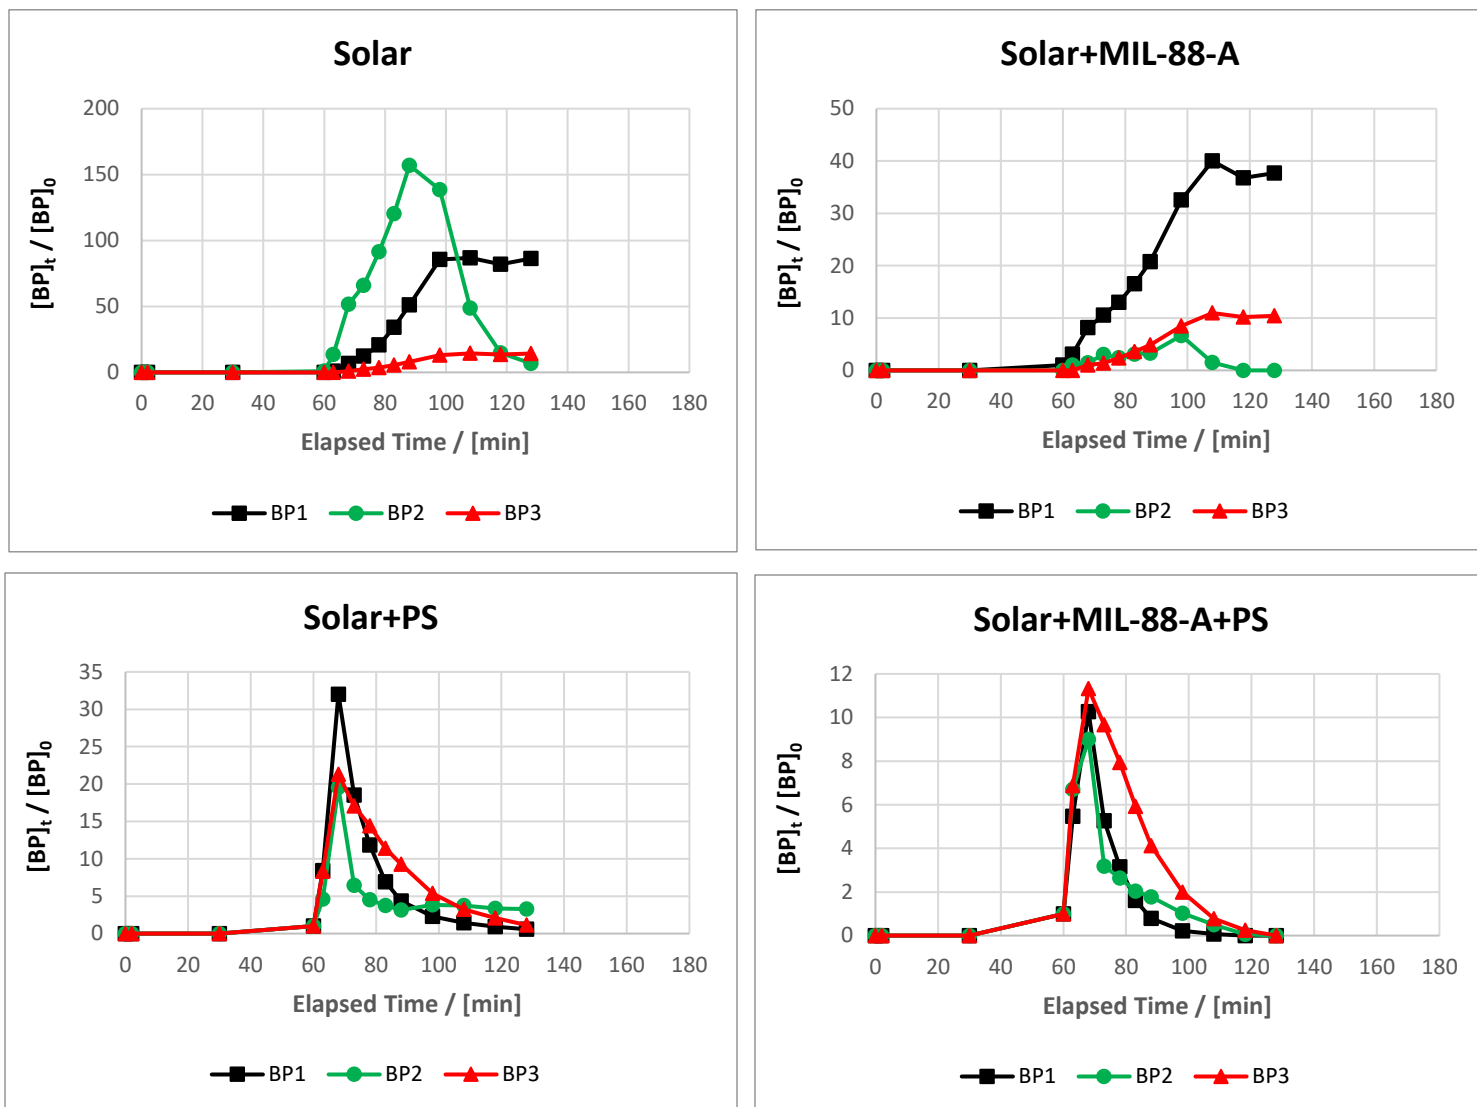 Solar
200
150
100
50
0
0 20 40 60 80 100 120 140 160 180
[BP]t / [BP]0
Elapsed Time / [min]
BP1 BP2 BP3
Solar+MIL-88-A
50
40
30
20
10
0
0 20 40 60 80 100 120 140 160 180
[BP]t / [BP]0
Elapsed Time / [min]
BP1 BP2 BP3
Solar+PS
35
30
25
20
15
10
5
0
0 20 40 60 80 100 120 140 160 180
[BP]t / [BP]0
Elapsed Time / [min]
BP1 BP2 BP3
Solar+MIL-88-A+PS
12
10
8
6
4
2
0
0 20 40 60 80 100 120 140 160 180
[BP]t / [BP]0
Elapsed Time / [min]
BP1 BP2 BP3